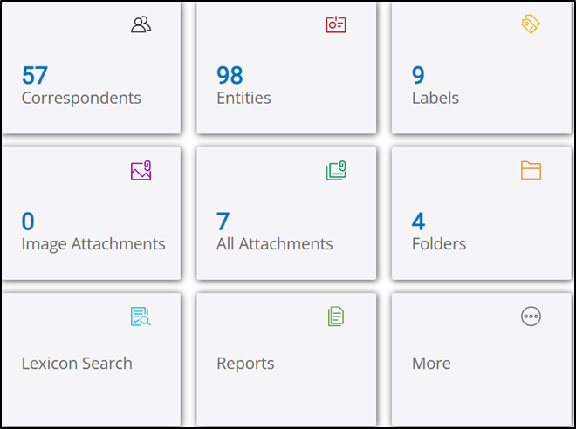 57
Correspondents
98
Entities
9
Labels
0
Image Attachments
7
All Attachments
4
Folders
Lexicon Search
Reports
More